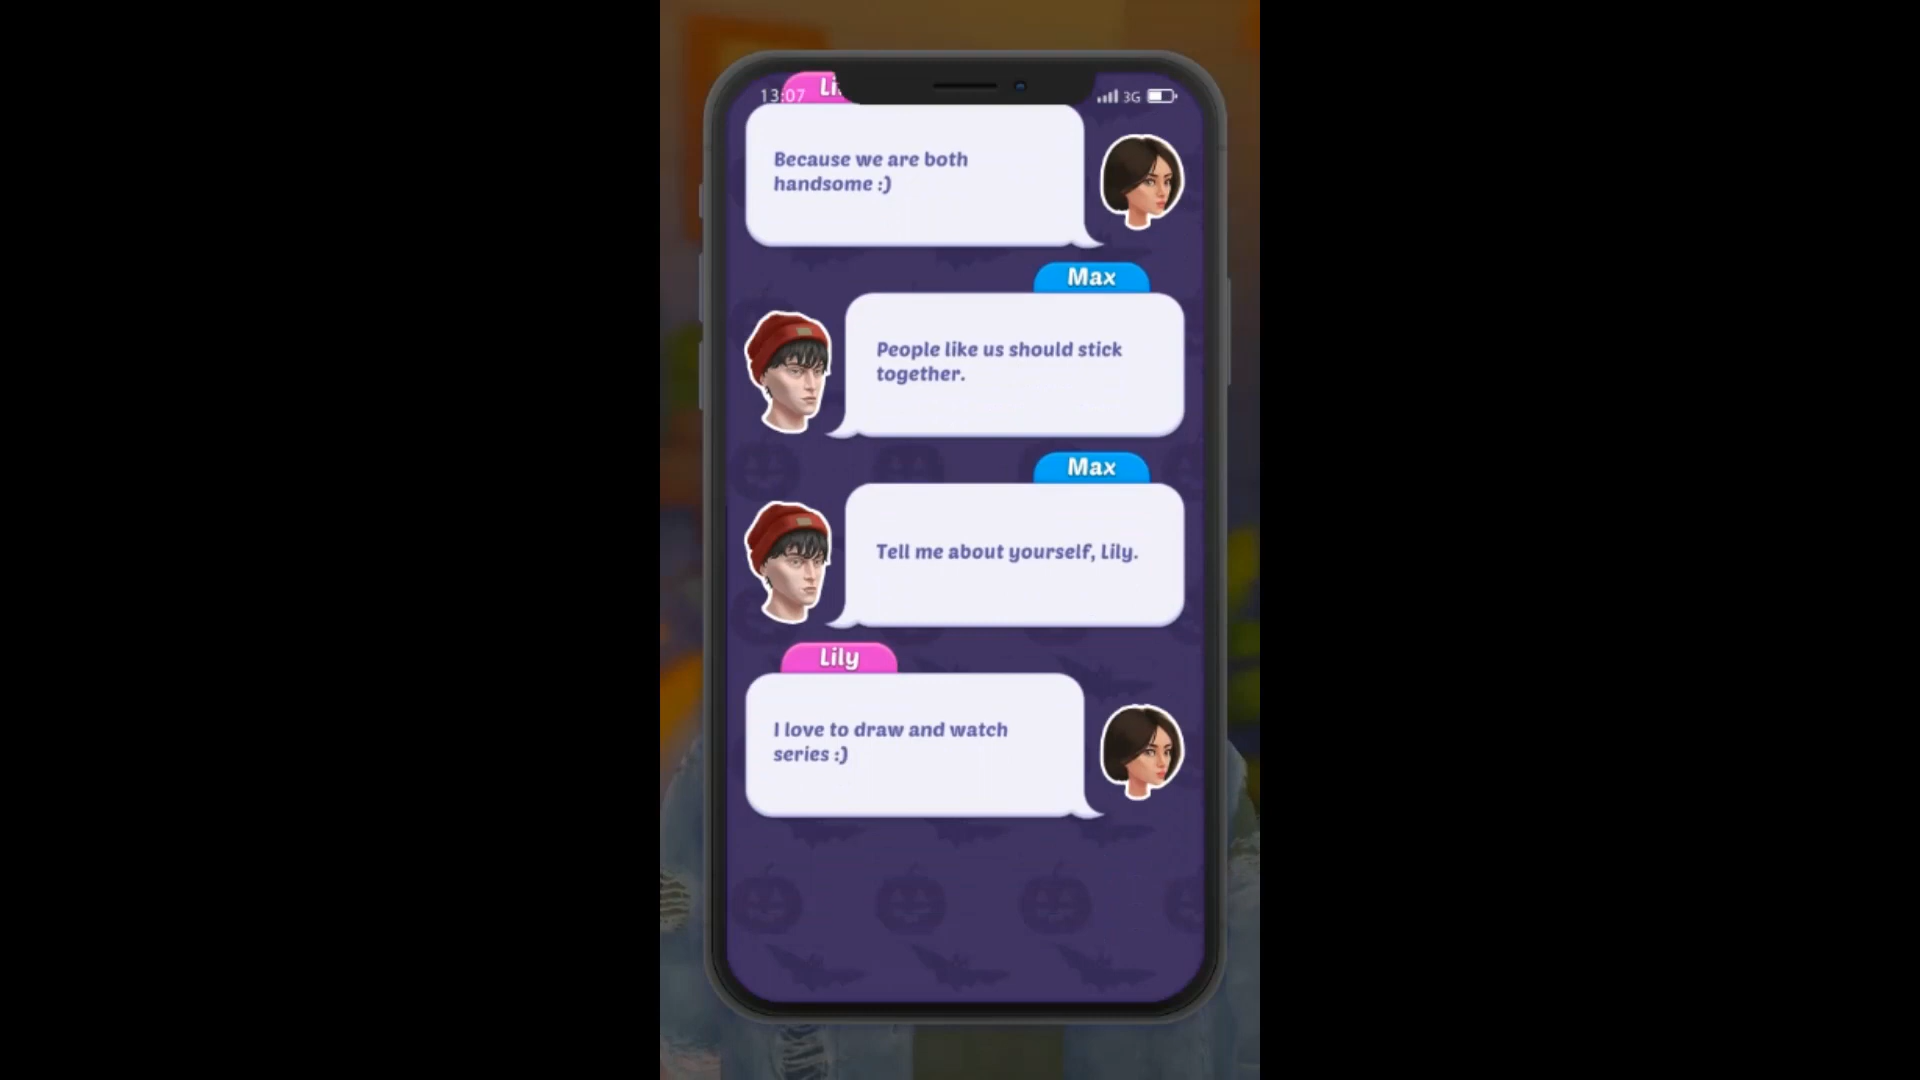 13:07
3G
Because we are both
handsome :)
Max
People like us should stick
together.
Max
Tell me about yourself, Lily.
Lily
I love to draw and watch
series :)